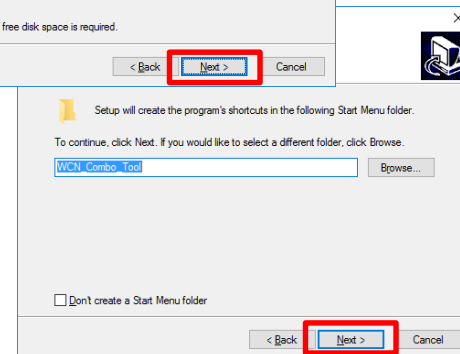 free disk space is required.
< Back Next > Cancel
Setup will create the program's shortcuts in the following Start Menu folder.
To continue, click Next. If you would like to select a different folder, click Browse.
WCN_Combo_Tool Browse...
Don't create a Start Menu folder
< Back Next > Cancel